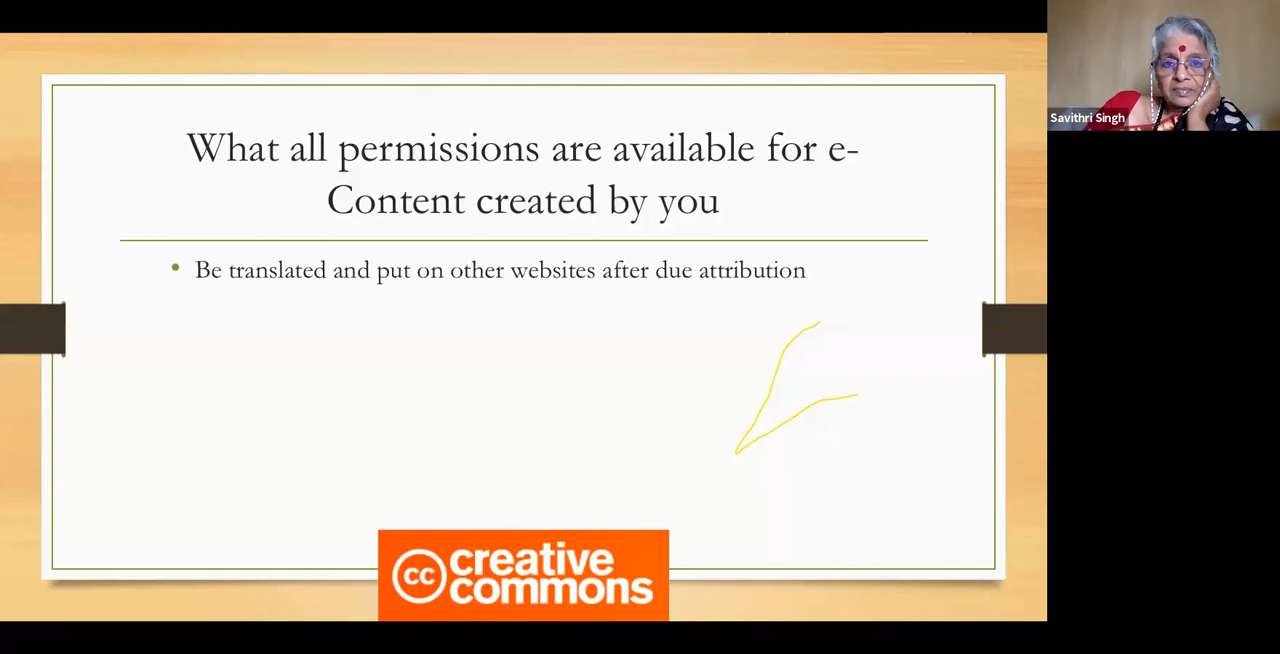 What all permissions are available for e-
Content created by you
• Be translated and put on other websites after due attribution
cc creative
commons
Savithri Singh